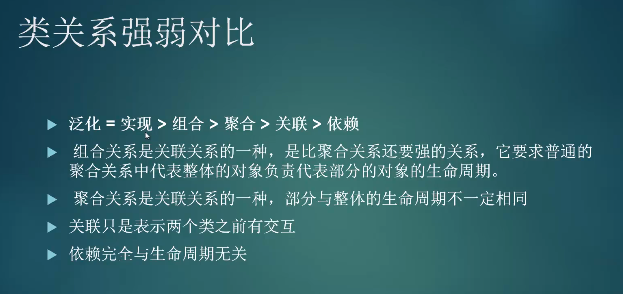 类关系强弱对比
泛化 = 实现 > 组合 > 聚合 > 关联 > 依赖
组合关系是关联关系的一种，是比聚合关系还要强的关系，它要求普通的
聚合关系中代表整体的对象负责代表部分的对象的生命周期。
聚合关系是关联关系的一种，部分与整体的生命周期不一定相同
关联只是表示两个类之前有交互
依赖完全与生命周期无关